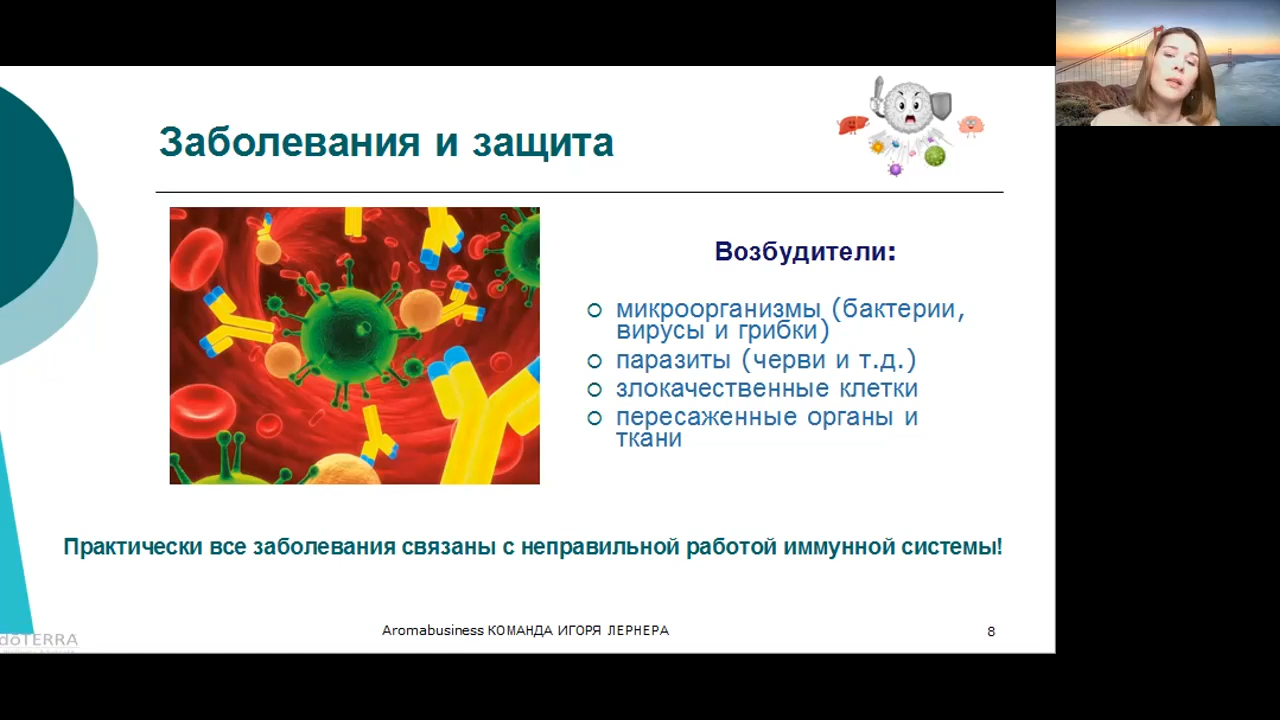 Заболевания и защита
Возбудители:
микроорганизмы (бактерии,
вирусы и грибки)
паразиты (черви и т.д.)
злокачественные клетки
пересаженные органы и
ткани
Практически все заболевания связаны с неправильной работой иммунной системы!
Aromabusiness КОМАНДА ИГОРЯ ЛЕРНЕРА
8
dōTERRA